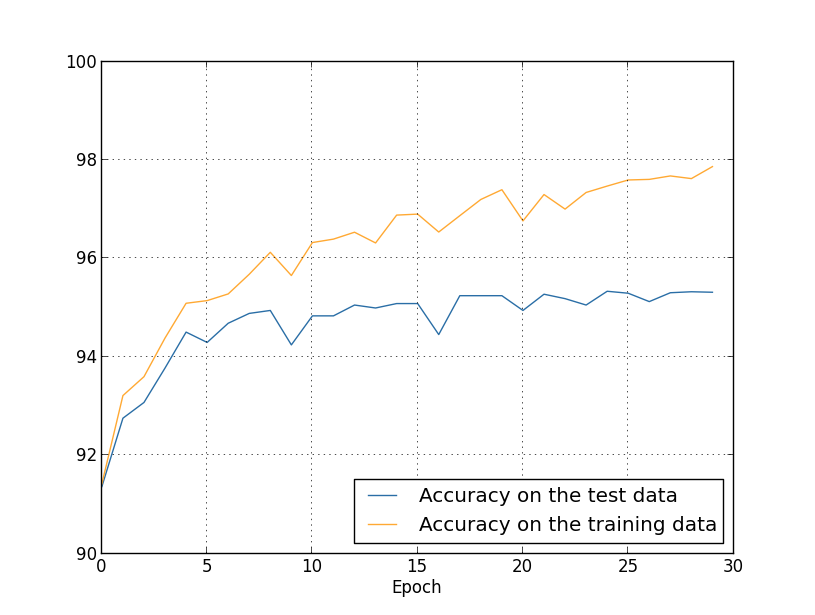 100
98
96
94
92
90
0 5 10 15 20 25 30
Epoch
Accuracy on the test data
Accuracy on the training data